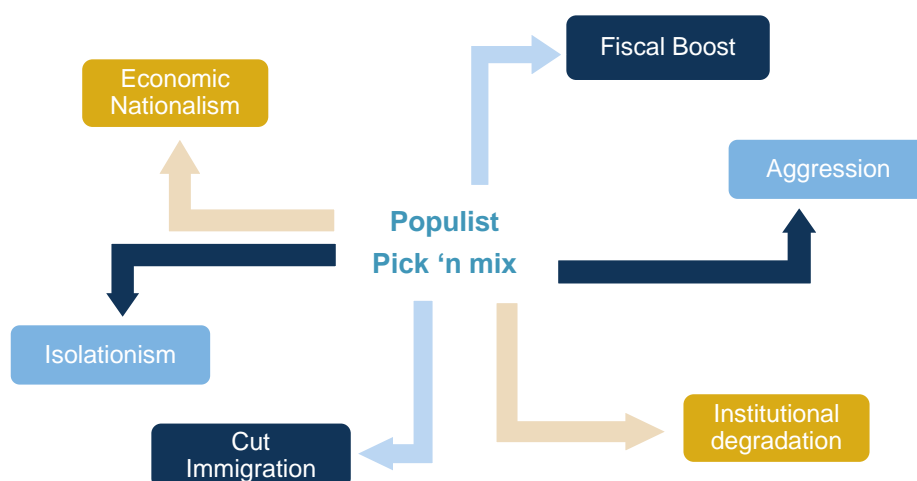 Fiscal Boost
Economic
Nationalism
Aggression
Populist
Pick ‘n mix
Isolationism
Institutional
degradation
Cut
Immigration